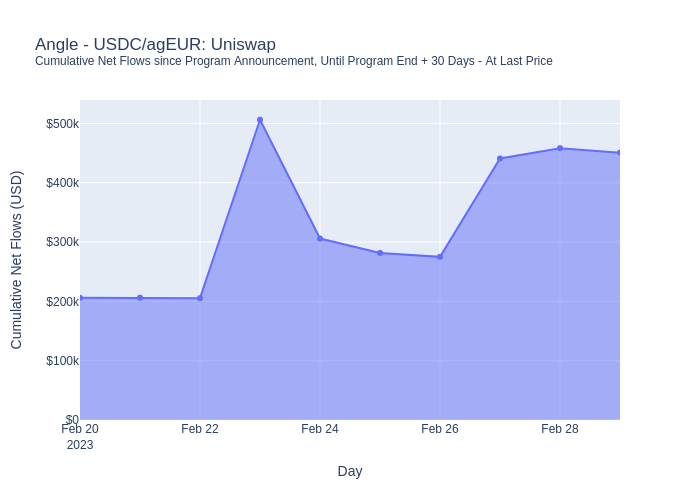 Angle - USDC/agEUR: Uniswap
Cumulative Net Flows since Program Announcement, Until Program End + 30 Days - At Last Price
Cumulative Net Flows (USD)
$500k
$400k
$300k
$200k
$100k
$0
Feb 20 Feb 22 Feb 24 Feb 26 Feb 28
2023
Day